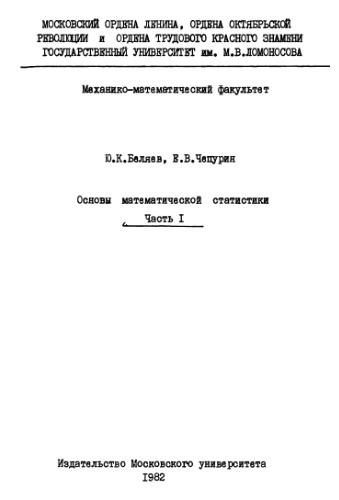 МОСКОВСКИЙ ОРДЕНА ЛЕНИНА, ОРДЕНА ОКТЯБРЬСКОЙ
РЕВОЛЮЦИИ и ОРДЕНА ТРУДОВОГО КРАСНОГО ЗНАМЕНИ
ГОСУДАРСТВЕННЫЙ УНИВЕРСИТЕТ им. М.В.ЛОМОНОСОВА
Механико-математический факультет
Ю.К.Беляев, Е.В.Чепурин
Основы математической статистики
Часть I
Издательство Московского университета
1982